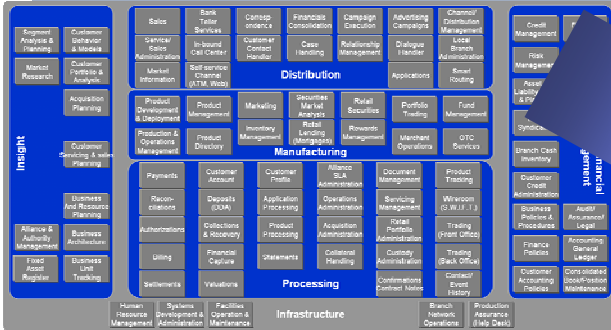 Segment
Analysis &
Planning
Customer
Behavior
& Models
Market
Research
Customer
Portfolio &
Analysis
Acquisition
Planning
Customer
Servicing & sales
Planning
Business
And Resource
Planning
Alliance &
Authority
Management
Business
Architecture
Fixed
Asset
Register
Business
Unit
Tracking
Insight
Sales
Bank
Teller
Services
Corresp
ondence
Financials
Consolidation
Campaign
Execution
Advertising
Campaigns
Channel/
Distribution
Management
Service/
Sales
Administration
In-bound
Call Center
Customer
Contact
Handler
Case
Handling
Relationship
Management
Dialogue
Handler
Local
Branch
Administration
Market
Information
Self-service
Channel
(ATM, Web)
Distribution
Applications
Smart
Routing
Product
Development
& Deployment
Product
Management
Marketing
Securities
Market
Analysis
Retail
Securities
Portfolio
Trading
Fund
Management
Production &
Operations
Management
Product
Directory
Inventory
Management
Retail
Lending
(Mortgages)
Rewards
Management
Merchant
Operations
OTC
Services
Manufacturing
Payments
Customer
Account
Customer
Profile
Alliance
SLA
Administration
Document
Management
Product
Tracking
Recon-
ciliations
Deposits
(DDA)
Application
Processing
Operations
Administration
Servicing
Management
Wireroom
(S.W.I.F.T.)
Authorizations
Collections
& Recovery
Product
Processing
Acquisition
Administration
Retail
Portfolio
Administration
Trading
(Front Office)
Billing
Financial
Capture
Statements
Collateral
Handling
Custody
Administration
Trading
(Back Office)
Settlements
Valuations
Processing
Confirmations
Contract Notes
Contact/
Event
History
Credit
Management
Risk
Management
Branch Cash
Inventory
Customer
Credit
Administration
Business
Policies &
Procedures
Audit/
Assurance/
Legal
Finance
Policies
Accounting
General
Ledger
Customer
Accounting
Policies
Consolidated
Book/Position
Maintenance
Human
Resource
Management
Systems
Development &
Administration
Facilities
Operation &
Maintenance
Infrastructure
Branch
Network
Operations
Production
Assurance
(Help Desk)